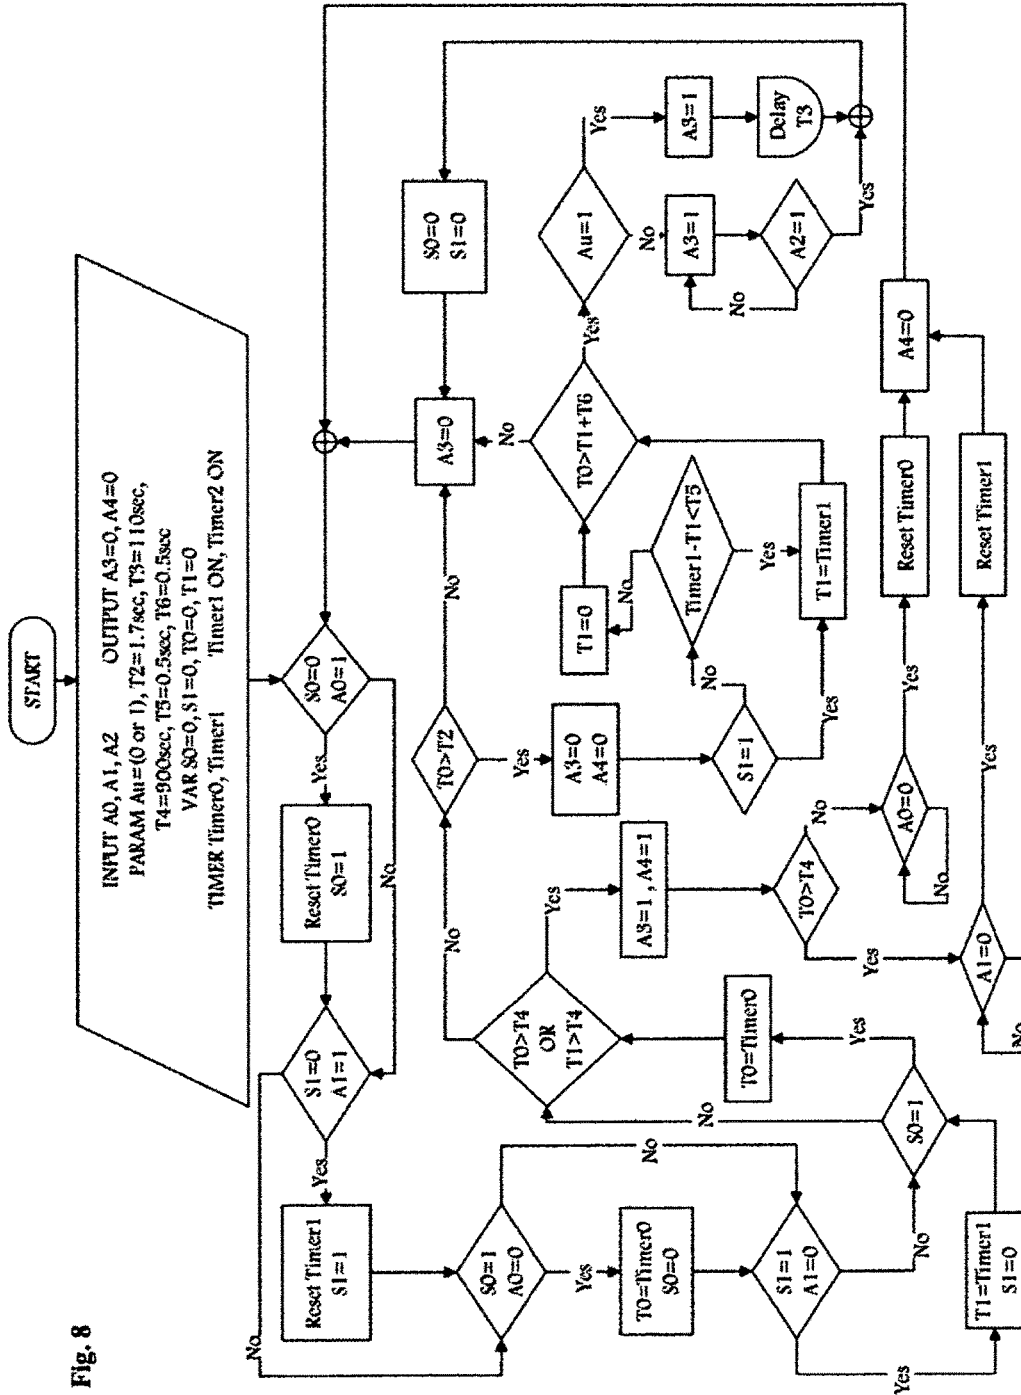 Fig. 8
START
INPUT A0, A1, A2 OUTPUT A3=0, A4=0
PARAM Au=(0 or 1), T2=1.7sec, T3=110sec,
T4=900sec, T5=0.5sec, T6=0.5sec
VAR S0=0, S1=0, T0=0, T1=0
TIMER Timer0, Timer1 Timer1 ON, Timer2 ON
S0=0
A0=1
Yes
No
Reset Timer0
S0=1
S1=0
A1=1
Yes
No
Reset Timer1
S1=1
S0=1
A0=0
Yes
No
T0=Timer0
S0=0
S1=1
A1=0
Yes
No
T1=Timer1
S1=0
S0=1
Yes
No
T0=Timer0
T0>T4
OR
T1>T4
Yes
No
A3=1, A4=1
T0>T4
Yes
No
A0=0
No
Yes
Reset Timer0
A1=0
No
Yes
Reset Timer1
A4=0
T0>T2
Yes
No
A3=0
A4=0
S1=1
Yes
No
Timer1-T1<T5
Yes
No
T1=0
T1=Timer1
T0>T1+T6
Yes
No
A3=0
S0=0
S1=0
Au=1
Yes
No
A3=1
Delay
T3
A3=1
A2=1
Yes
No